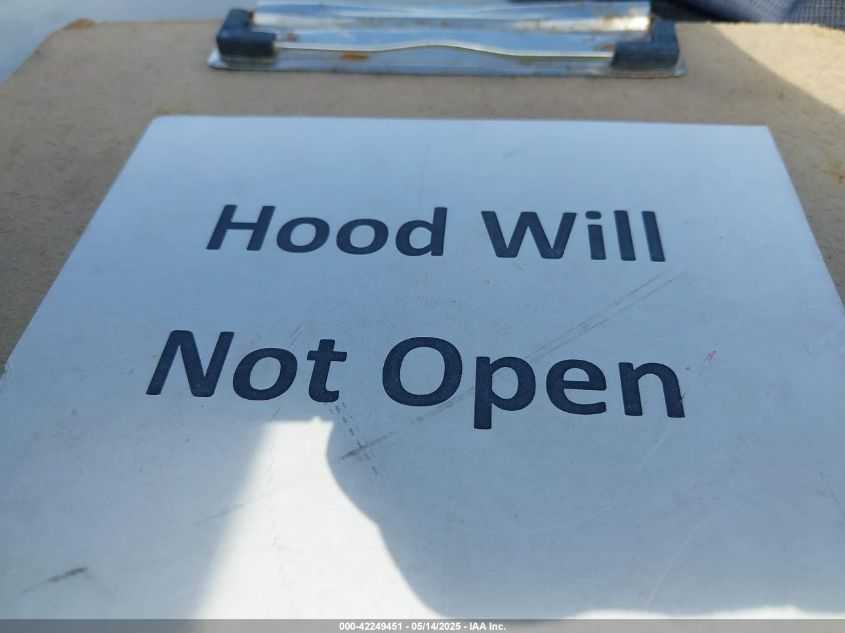 Hood Will
Not Open
000-42249451 - 05/14/2025 - IAA Inc.